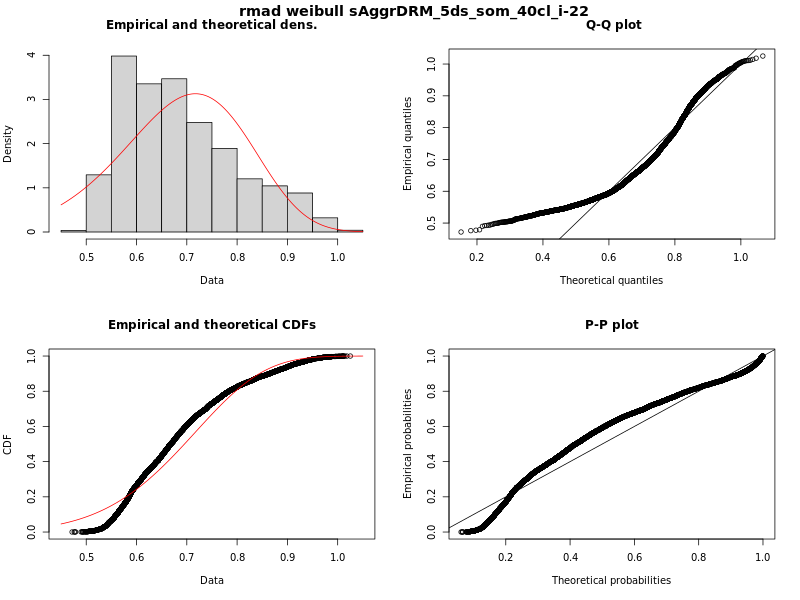 rmad weibull sAggrDRM_5ds_som_40cl_i-22
Empirical and theoretical dens.
Density
0 1 2 3 4
0.5 0.6 0.7 0.8 0.9 1.0
Data
Q-Q plot
Empirical quantiles
0.5 0.6 0.7 0.8 0.9 1.0
0.2 0.4 0.6 0.8 1.0
Theoretical quantiles
Empirical and theoretical CDFs
CDF
0.0 0.2 0.4 0.6 0.8 1.0
0.5 0.6 0.7 0.8 0.9 1.0
Data
P-P plot
Empirical probabilities
0.0 0.2 0.4 0.6 0.8 1.0
0.2 0.4 0.6 0.8 1.0
Theoretical probabilities